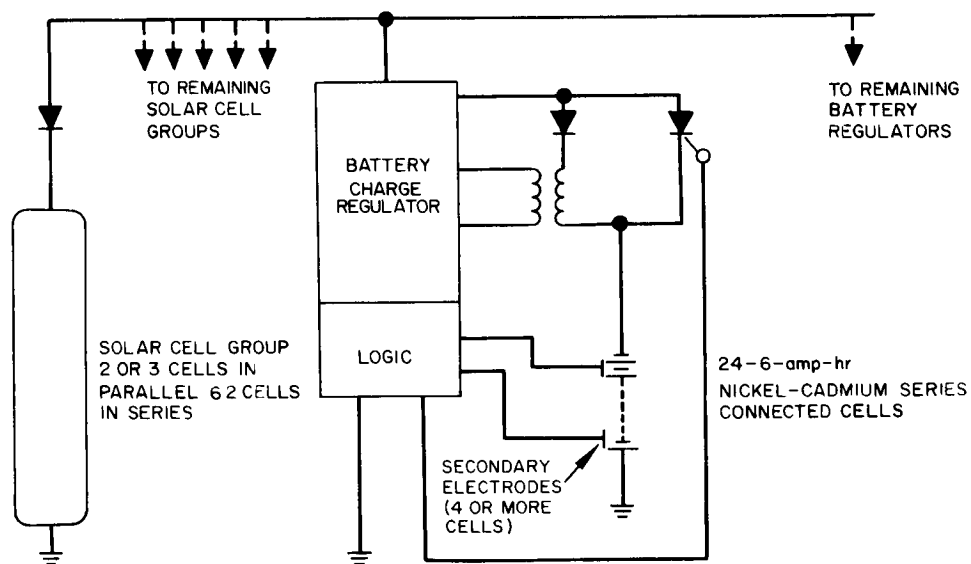 TO REMAINING
SOLAR CELL
GROUPS
TO REMAINING
BATTERY
REGULATORS
BATTERY
CHARGE
REGULATOR
LOGIC
SOLAR CELL GROUP
2 OR 3 CELLS IN
PARALLEL 62 CELLS
IN SERIES
24-6-amp-hr
NICKEL-CADMIUM SERIES
CONNECTED CELLS
SECONDARY
ELECTRODES
(4 OR MORE
CELLS)